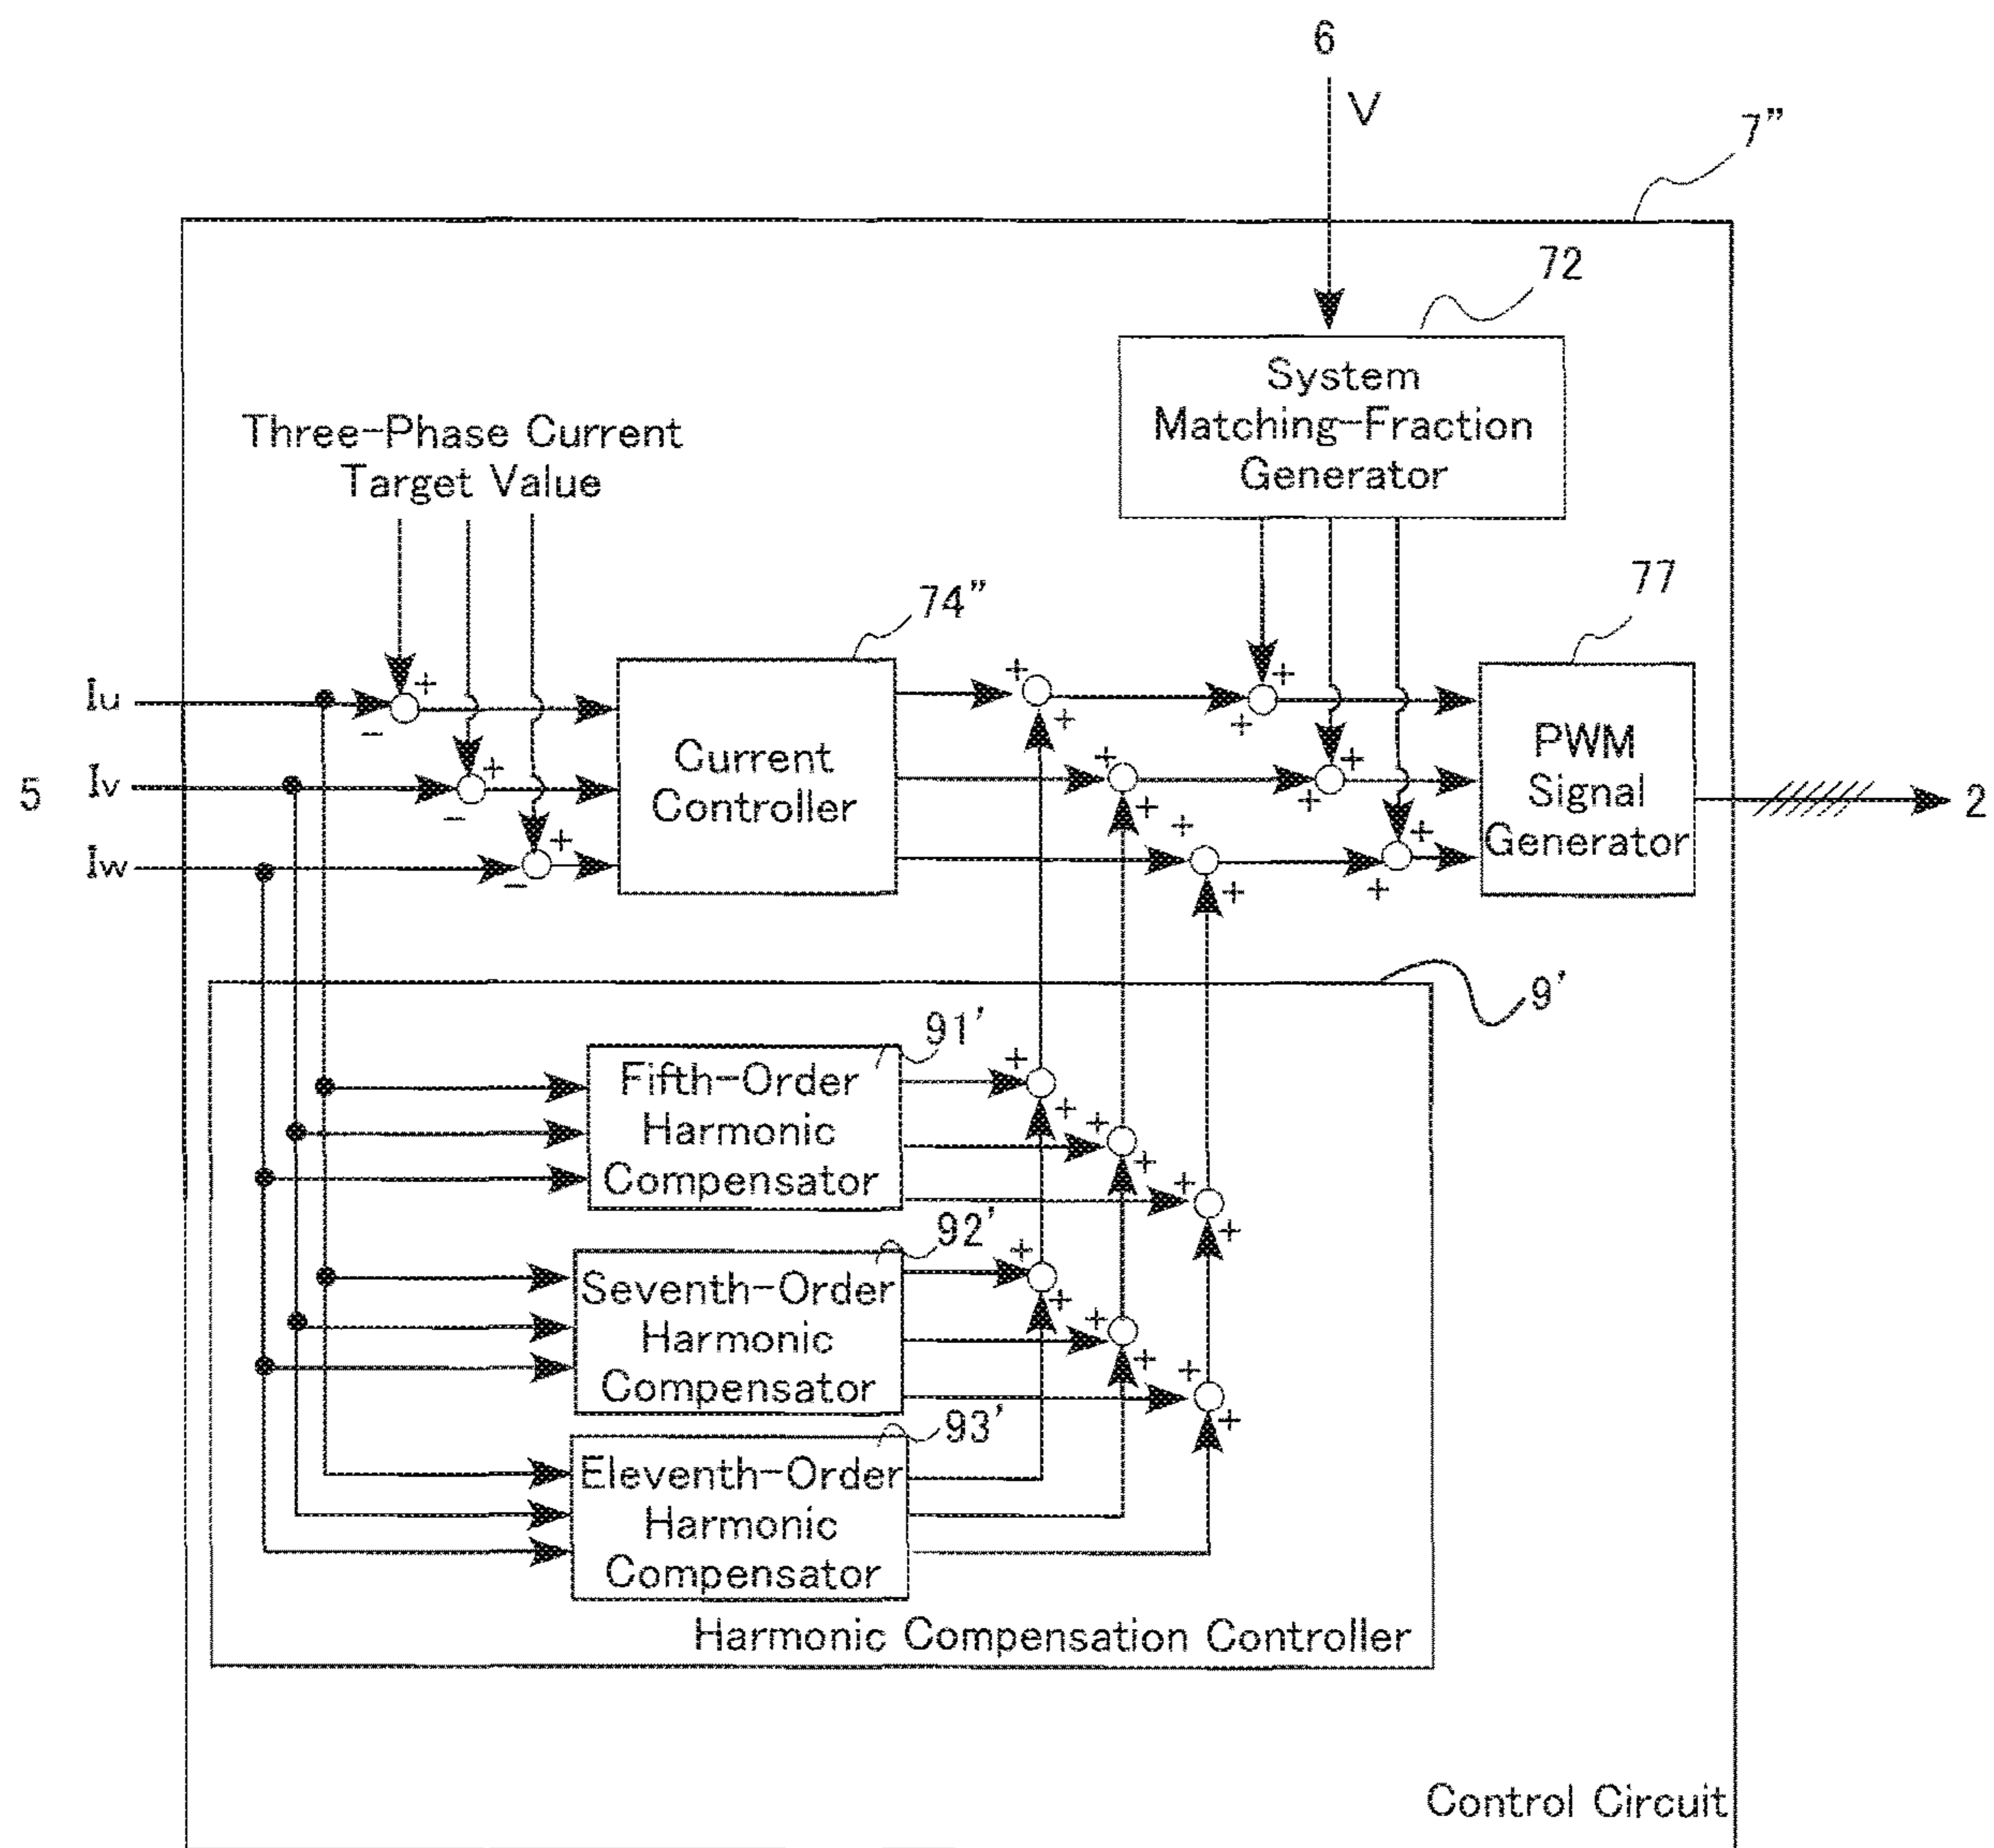 6
V
7”
72
System
Matching-Fraction
Generator
Three-Phase Current
Target Value
74”
77
Iu
+
−
+
+
+
+
5
Iv
+
−
Current
Controller
+
+
+
+
PWM
Signal
Generator
2
Iw
+
−
+
+
+
+
9'
91'
Fifth-Order
Harmonic
Compensator
+
+
+
+
+
+
92'
Seventh-Order
Harmonic
Compensator
+
+
+
+
+
+
93'
Eleventh-Order
Harmonic
Compensator
Harmonic Compensation Controller
Control Circuit